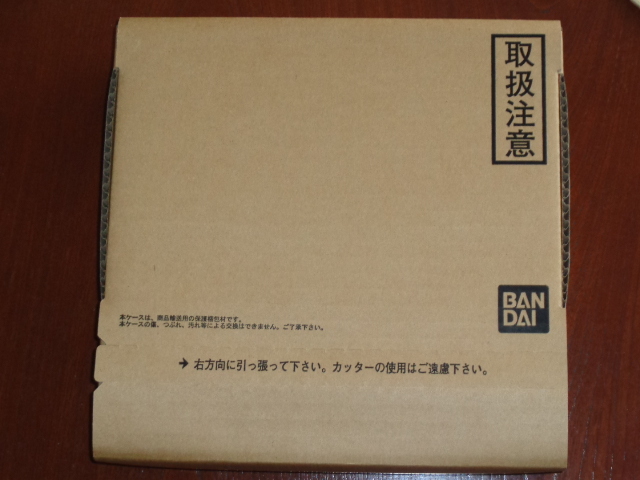 取扱注意
BAN
DAI
本ケースは、商品輸送用の保護梱包材です。
本ケースの傷、つぶれ、汚れ等による交換はできません。ご了承下さい。
→ 右方向に引っ張って下さい。カッターの使用はご遠慮下さい。